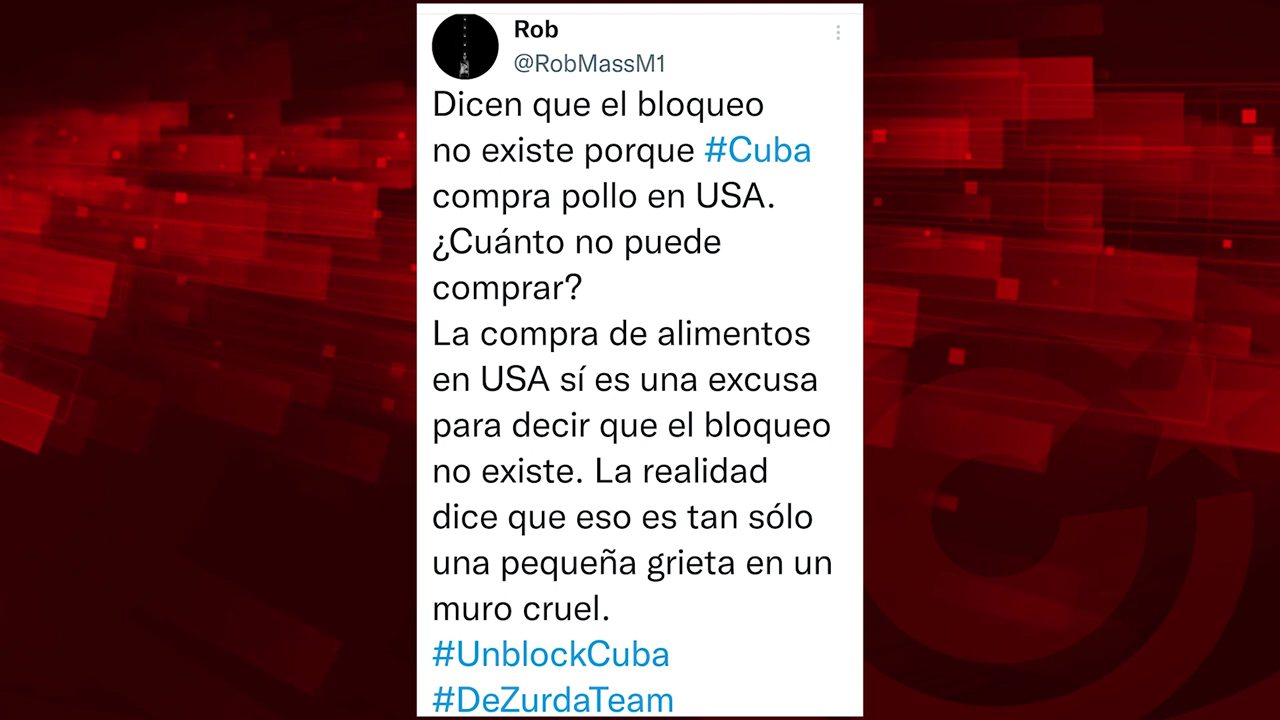 Rob
@RobMassM1
Dicen que el bloqueo
no existe porque #Cuba
compra pollo en USA.
¿Cuánto no puede
comprar?
La compra de alimentos
en USA sí es una excusa
para decir que el bloqueo
no existe. La realidad
dice que eso es tan sólo
una pequeña grieta en un
muro cruel.
#UnblockCuba
#DeZurdaTeam